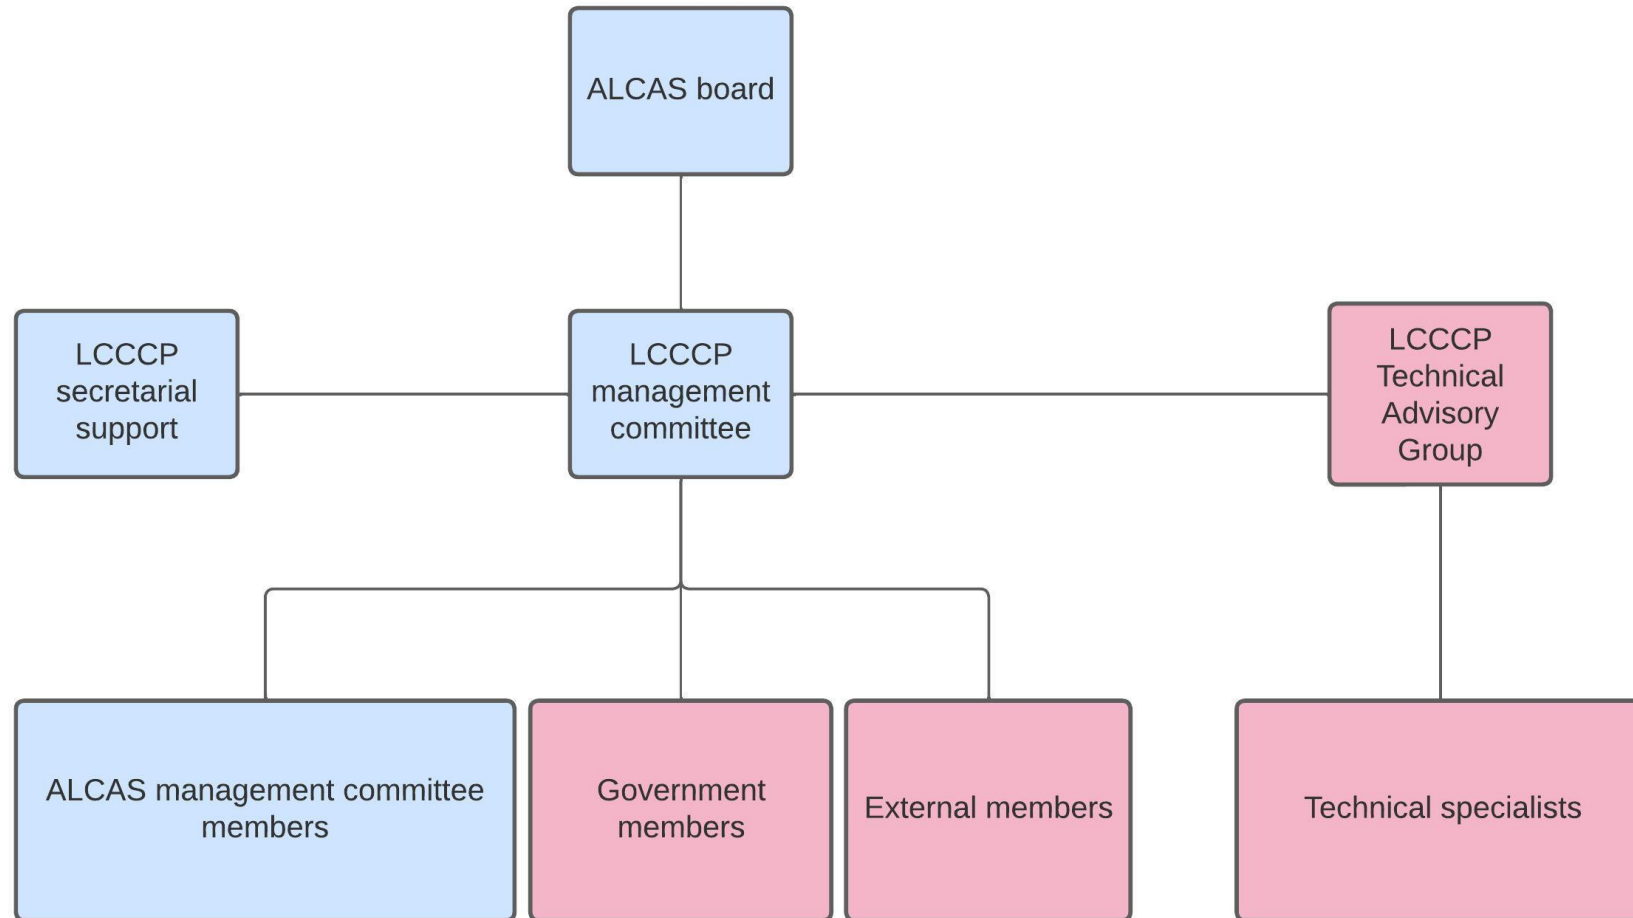 ALCAS board
LCCCP
secretarial
support
LCCCP
management
committee
LCCCP
Technical
Advisory
Group
ALCAS management committee
members
Government
members
External members
Technical specialists